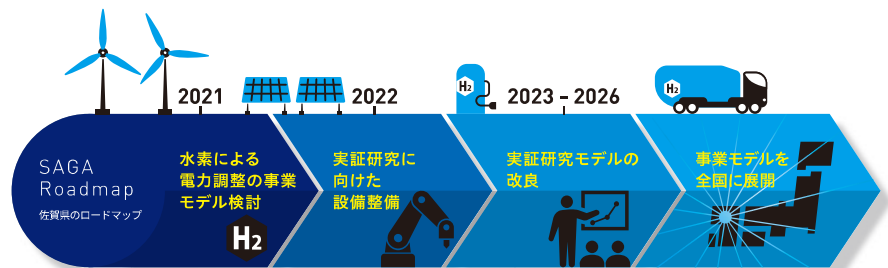 2021
2022
2023 - 2026
H2
H2
SAGA
Roadmap
佐賀県のロードマップ
水素による
電力調整の事業
モデル検討
H2
実証研究に
向けた
設備整備
実証研究モデルの
改良
事業モデルを
全国に展開